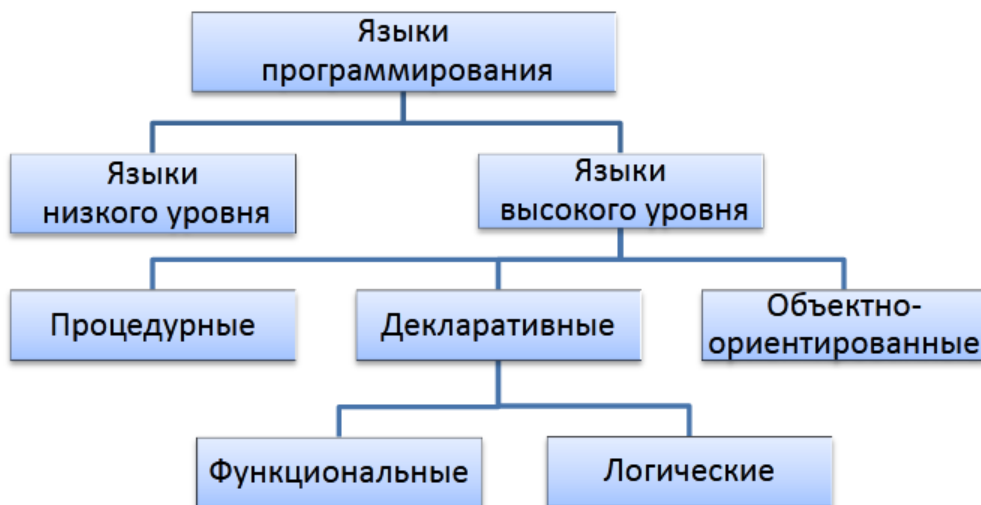 Языки
программирования
Языки
низкого уровня
Языки
высокого уровня
Процедурные
Декларативные
Объектно-
ориентированные
Функциональные
Логические